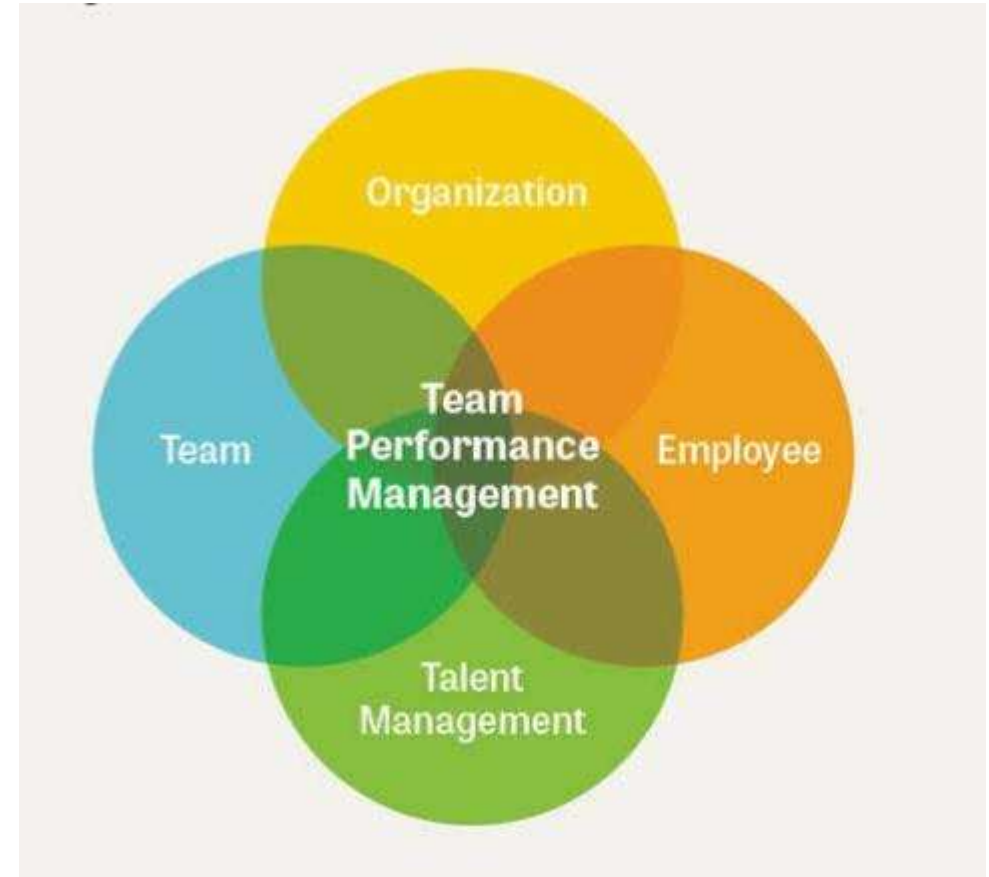 Organization
Team
Performance
Management
Team
Employee
Talent
Management